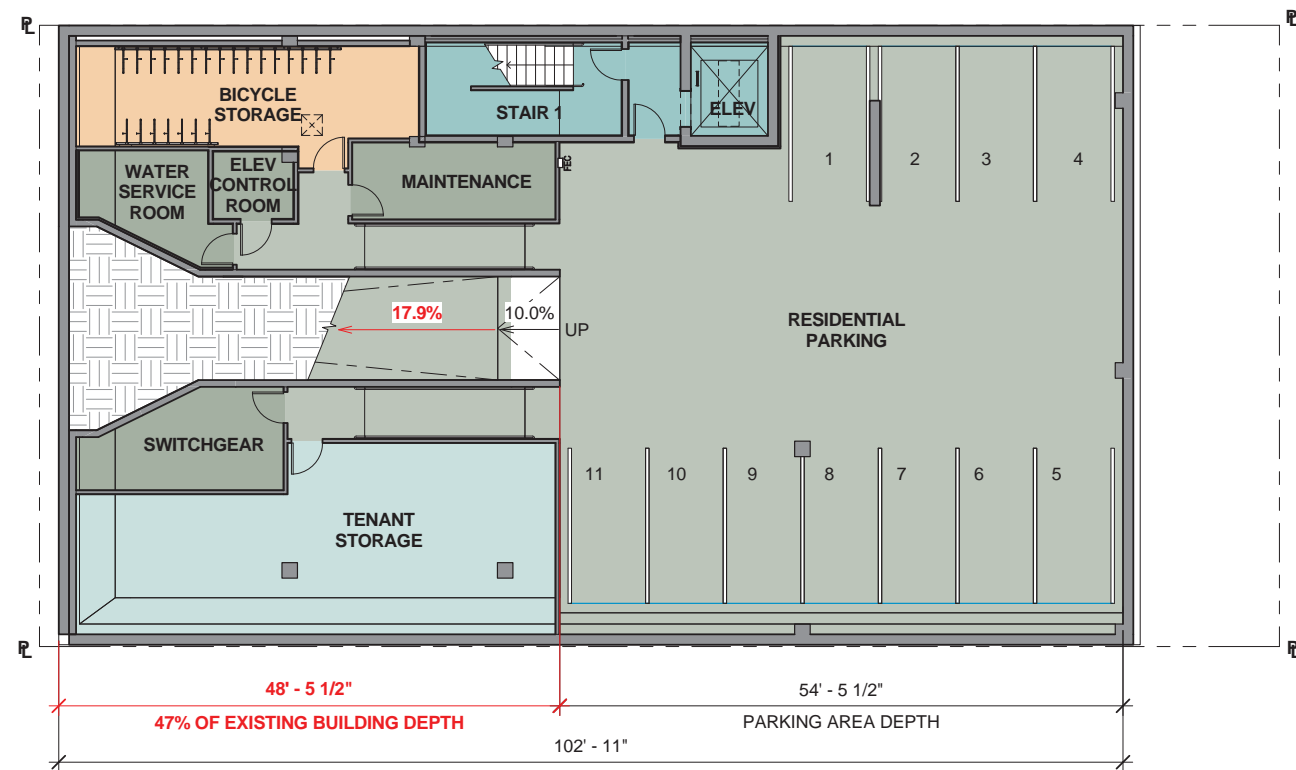 PL
PL
BICYCLE
STORAGE
STAIR 1
ELEV
WATER
SERVICE
ROOM
ELEV
CONTROL
ROOM
MAINTENANCE
FEC
1
2
3
4
17.9%
10.0%
UP
RESIDENTIAL
PARKING
SWITCHGEAR
TENANT
STORAGE
11
10
9
8
7
6
5
PL
PL
48' - 5 1/2"
54' - 5 1/2"
47% OF EXISTING BUILDING DEPTH
PARKING AREA DEPTH
102' - 11"